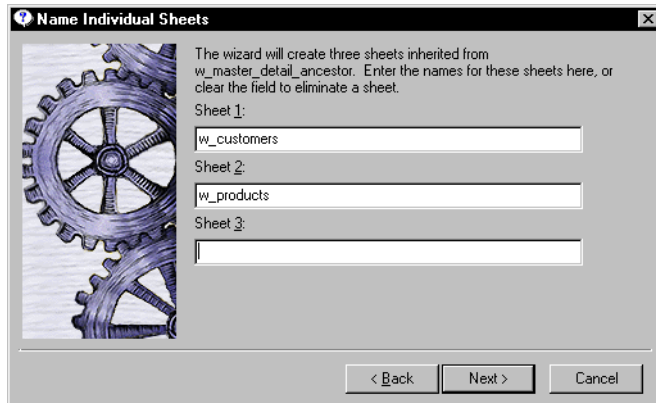 Name Individual Sheets
The wizard will create three sheets inherited from
w_master_detail_ancestor. Enter the names for these sheets here, or
clear the field to eliminate a sheet.
Sheet 1:
w_customers
Sheet 2:
w_products
Sheet 3:
< Back
Next >
Cancel